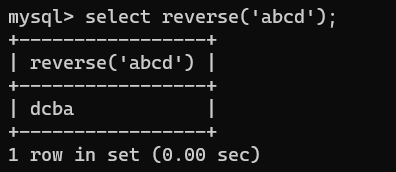 mysql> select reverse('abcd');
+-----------------+
| reverse('abcd') |
+-----------------+
| dcba            |
+-----------------+
1 row in set (0.00 sec)